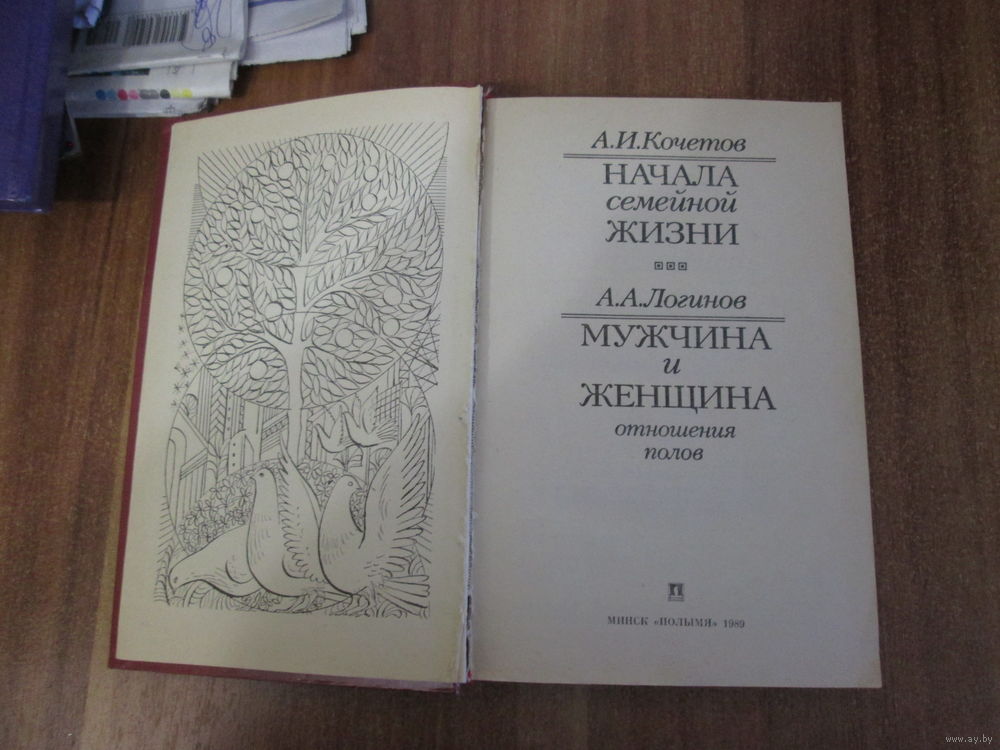 А.И.Кочетов
НАЧАЛА
семейной
ЖИЗНИ
А.А.Логинов
МУЖЧИНА
и
ЖЕНЩИНА
отношения
полов
МИНСК «ПОЛЫМЯ» 1989
www.ay.by